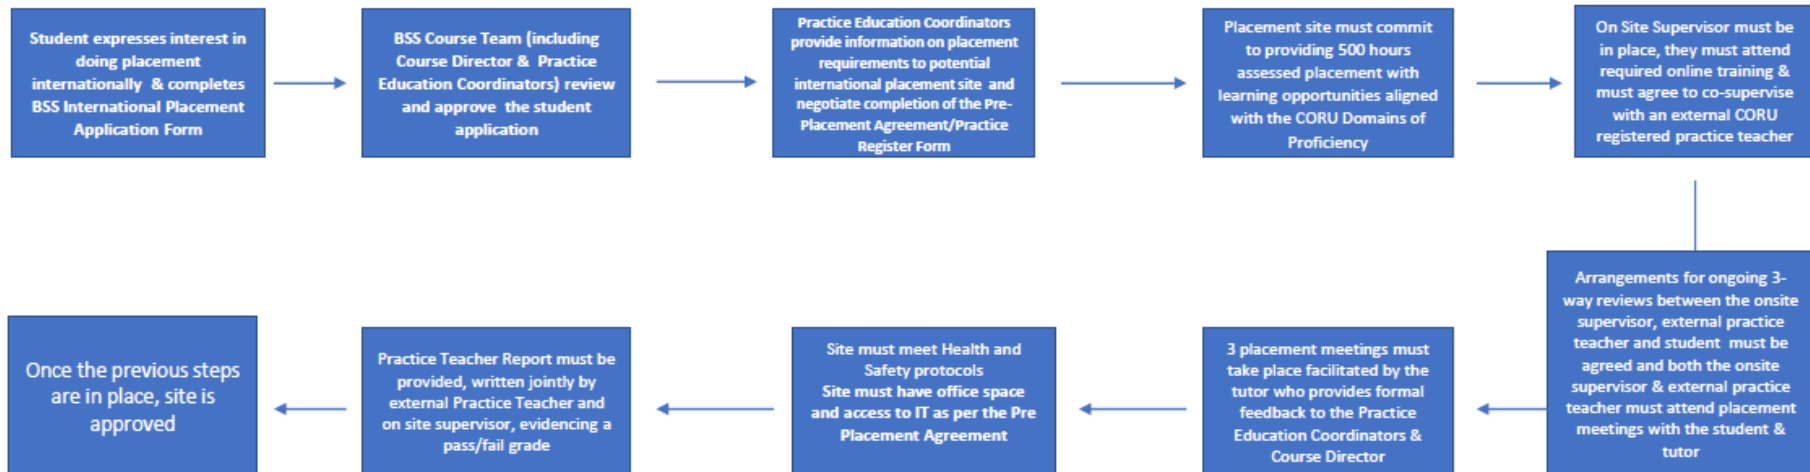 Student expresses interest in
doing placement
internationally & completes
BSS International Placement
Application Form
BSS Course Team (including
Course Director & Practice
Education Coordinators) review
and approve the student
application
Practice Education Coordinators
provide information on placement
requirements to potential
international placement site and
negotiate completion of the Pre-
Placement Agreement/Practice
Register Form
Placement site must commit
to providing 500 hours
assessed placement with
learning opportunities aligned
with the CORU Domains of
Proficiency
On Site Supervisor must be
in place, they must attend
required online training &
must agree to co-supervise
with an external CORU
registered practice teacher
Arrangements for ongoing 3-
way reviews between the onsite
supervisor, external practice
teacher and student must be
agreed and both the onsite
supervisor & external practice
teacher must attend placement
meetings with the student &
tutor
3 placement meetings must
take place facilitated by the
tutor who provides formal
feedback to the Practice
Education Coordinators &
Course Director
Site must meet Health and
Safety protocols
Site must have office space
and access to IT as per the Pre
Placement Agreement
Practice Teacher Report must be
provided, written jointly by
external Practice Teacher and
on site supervisor, evidencing a
pass/fail grade
Once the previous steps
are in place, site is
approved